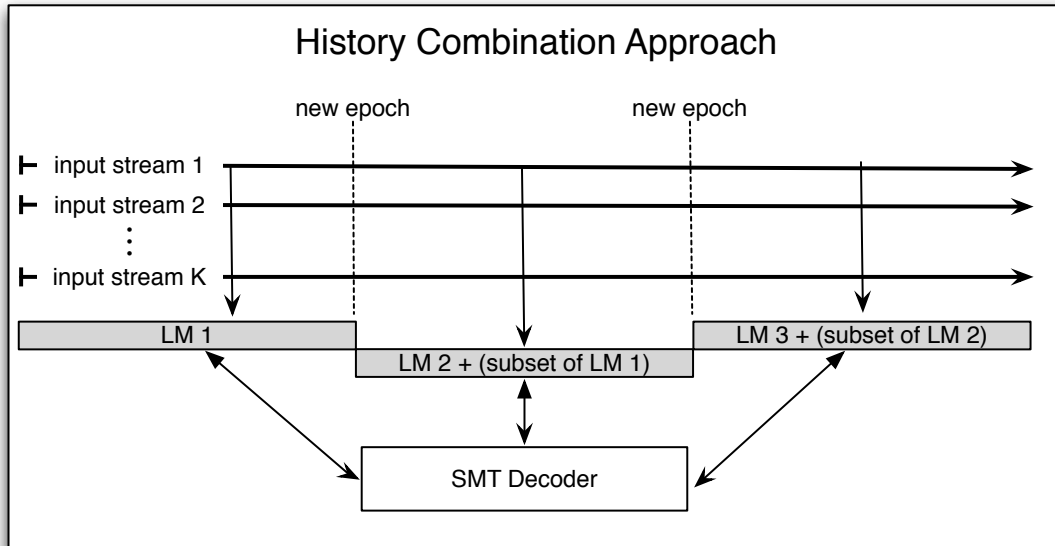 History Combination Approach
new epoch
new epoch
input stream 1
input stream 2
input stream K
LM 1
LM 2 + (subset of LM 1)
LM 3 + (subset of LM 2)
SMT Decoder